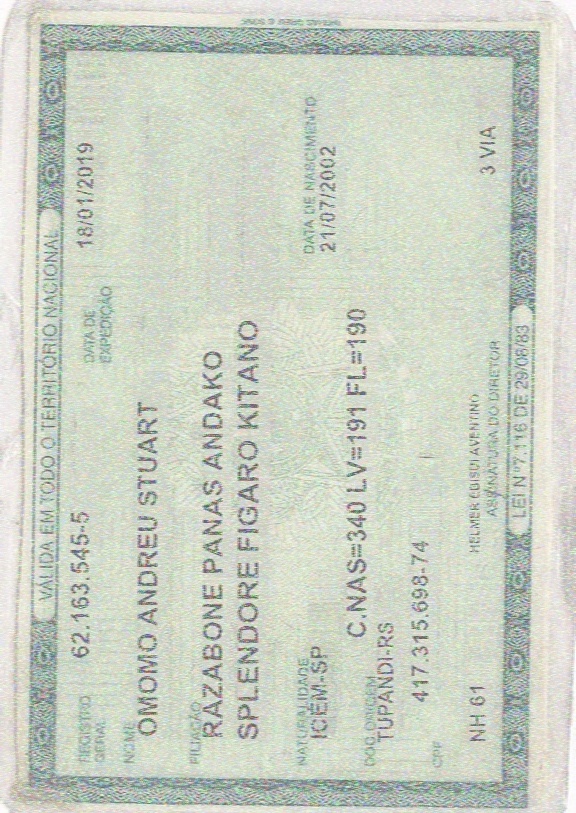 VÁLIDA EM TODO O TERRITÓRIO NACIONAL
REGISTRO GERAL 62.163.545-5 DATA DE EXPEDIÇÃO 18/01/2019
NOME OMOMO ANDREU STUART
FILIAÇÃO
RAZABONE PANAS ANDAKO
SPLENDORE FIGARO KITANO
NATURALIDADE DATA DE NASCIMENTO
ICÉM-SP 21/07/2002
DOC. ORIGEM C.NAS=340 LV=191 FL=190
TUPANDI-RS
CPF 417.315.698-74
NH 61 3 VIA
HELMER AVENTINO
ASSINATURA DO DIRETOR
LEI Nº 7.116 DE 29/08/83